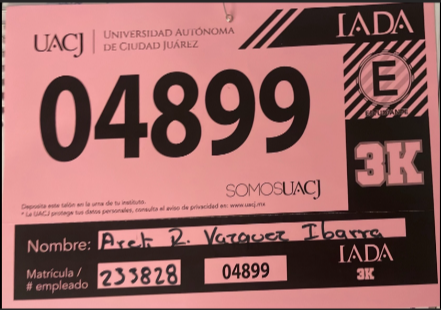 UACJ UNIVERSIDAD AUTÓNOMA DE CIUDAD JUÁREZ
IADA
04899
E
3K
SOMOSUACJ
Deposita este talón en la urna de tu instituto.
* La UACJ protege tus datos personales, consulta el aviso de privacidad en: www.uacj.mx
Nombre: Areh R. Vazquez Ibarra
Matrícula / # empleado 233828 04899
IADA
3K